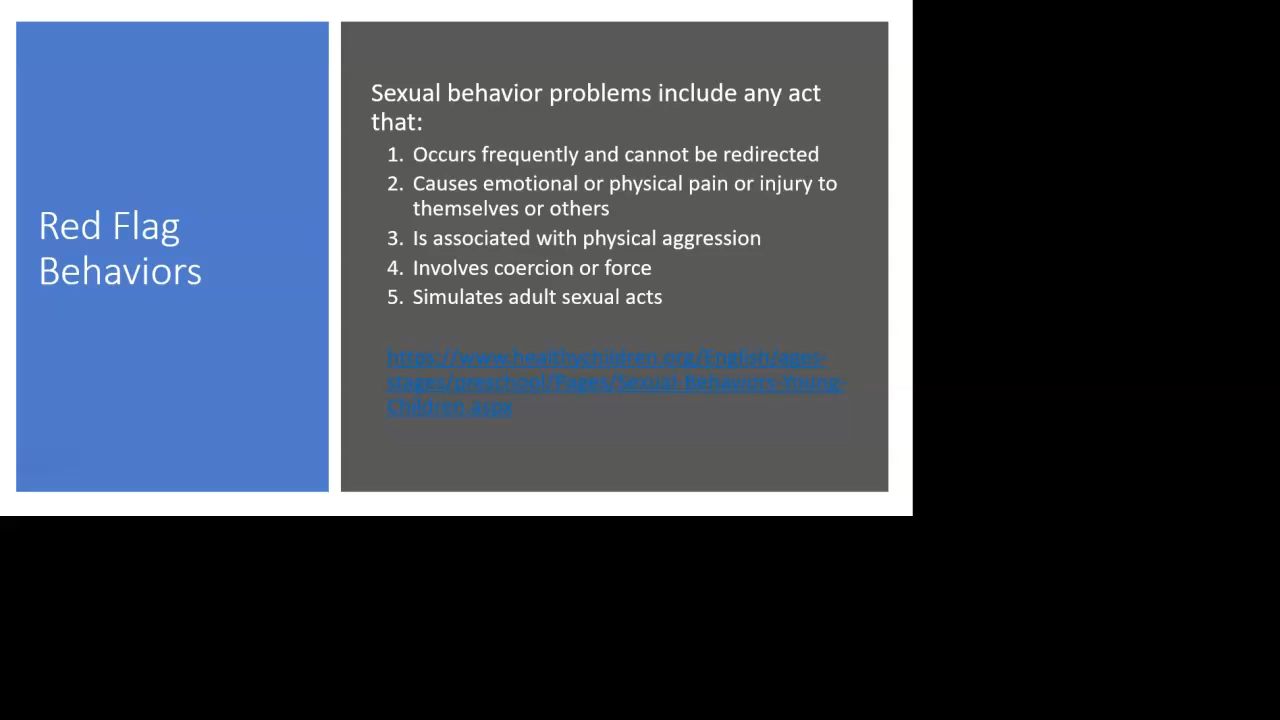 Red Flag
Behaviors
Sexual behavior problems include any act
that:
1. Occurs frequently and cannot be redirected
2. Causes emotional or physical pain or injury to
themselves or others
3. Is associated with physical aggression
4. Involves coercion or force
5. Simulates adult sexual acts
https://www.healthychildren.org/English/ages-
stages/preschool/Pages/Sexual-Behaviors-Young-
Children.aspx